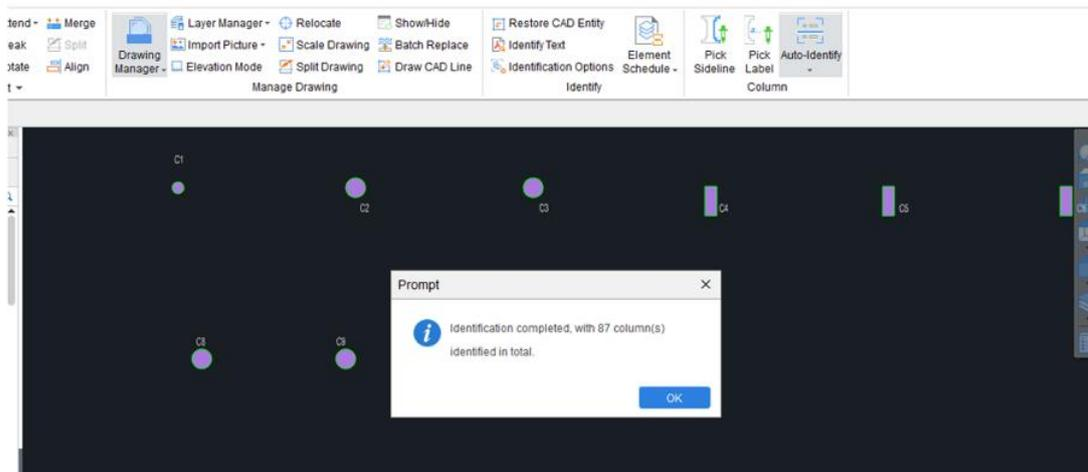 xtend Merge Layer Manager Relocate Show/Hide Restore CAD Entity
eak Split Import Picture Scale Drawing Batch Replace Identify Text
otate Align Drawing Manager Elevation Mode Split Drawing Draw CAD Line Identification Options Element Schedule Pick Sideline Pick Label Auto-Identify
Manage Drawing Identify Column
C1
C2 C3 C4 C5
Prompt
Identification completed, with 87 column(s)
identified in total.
C8 C9
OK